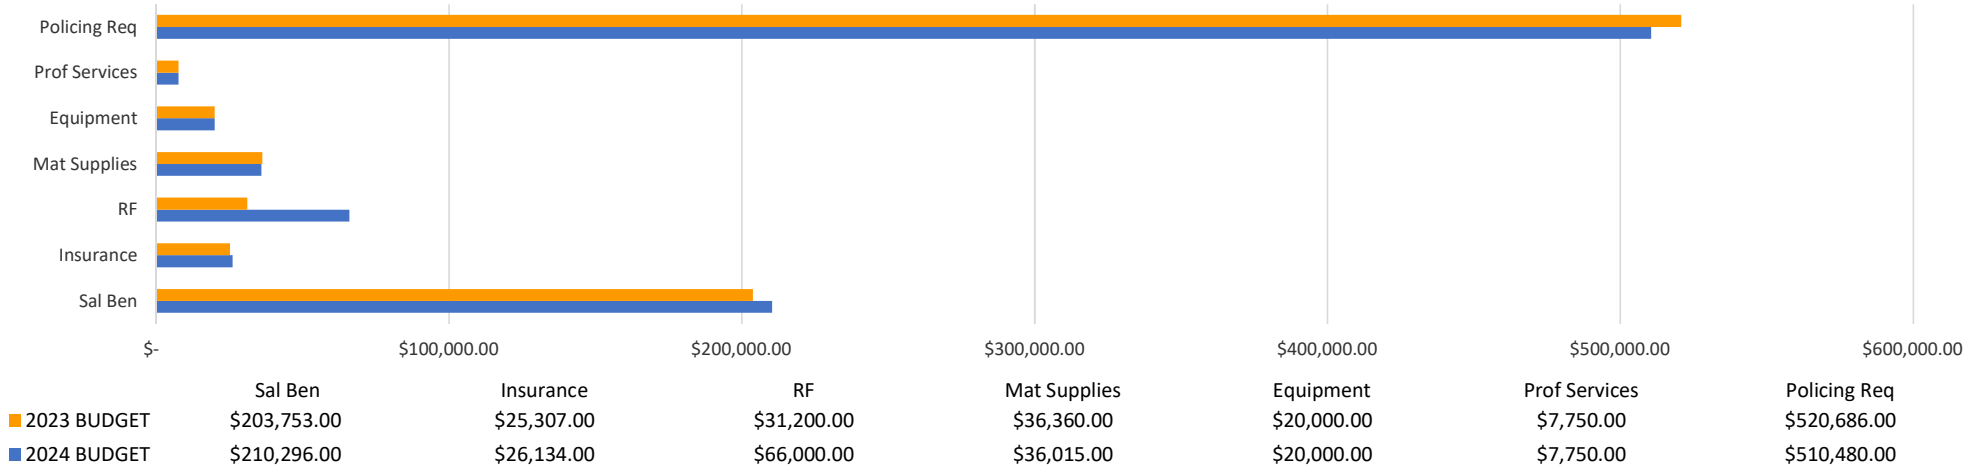 Policing Req
Prof Services
Equipment
Mat Supplies
RF
Insurance
Sal Ben
$- $100,000.00 $200,000.00 $300,000.00 $400,000.00 $500,000.00 $600,000.00
Sal Ben Insurance RF Mat Supplies Equipment Prof Services Policing Req
2023 BUDGET $203,753.00 $25,307.00 $31,200.00 $36,360.00 $20,000.00 $7,750.00 $520,686.00
2024 BUDGET $210,296.00 $26,134.00 $66,000.00 $36,015.00 $20,000.00 $7,750.00 $510,480.00